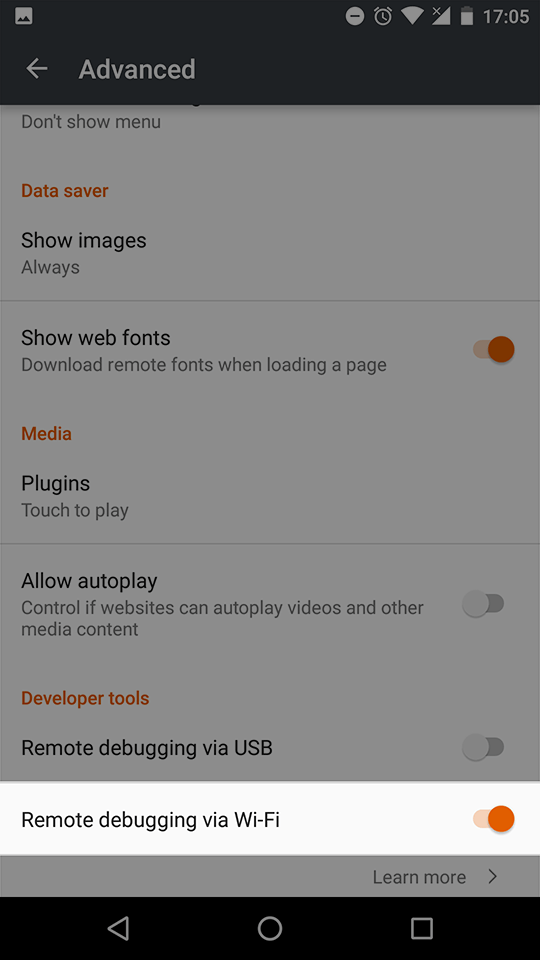 17:05
Advanced
Don't show menu
Data saver
Show images
Always
Show web fonts
Download remote fonts when loading a page
Media
Plugins
Touch to play
Allow autoplay
Control if websites can autoplay videos and other
media content
Developer tools
Remote debugging via USB
Remote debugging via Wi-Fi
Learn more